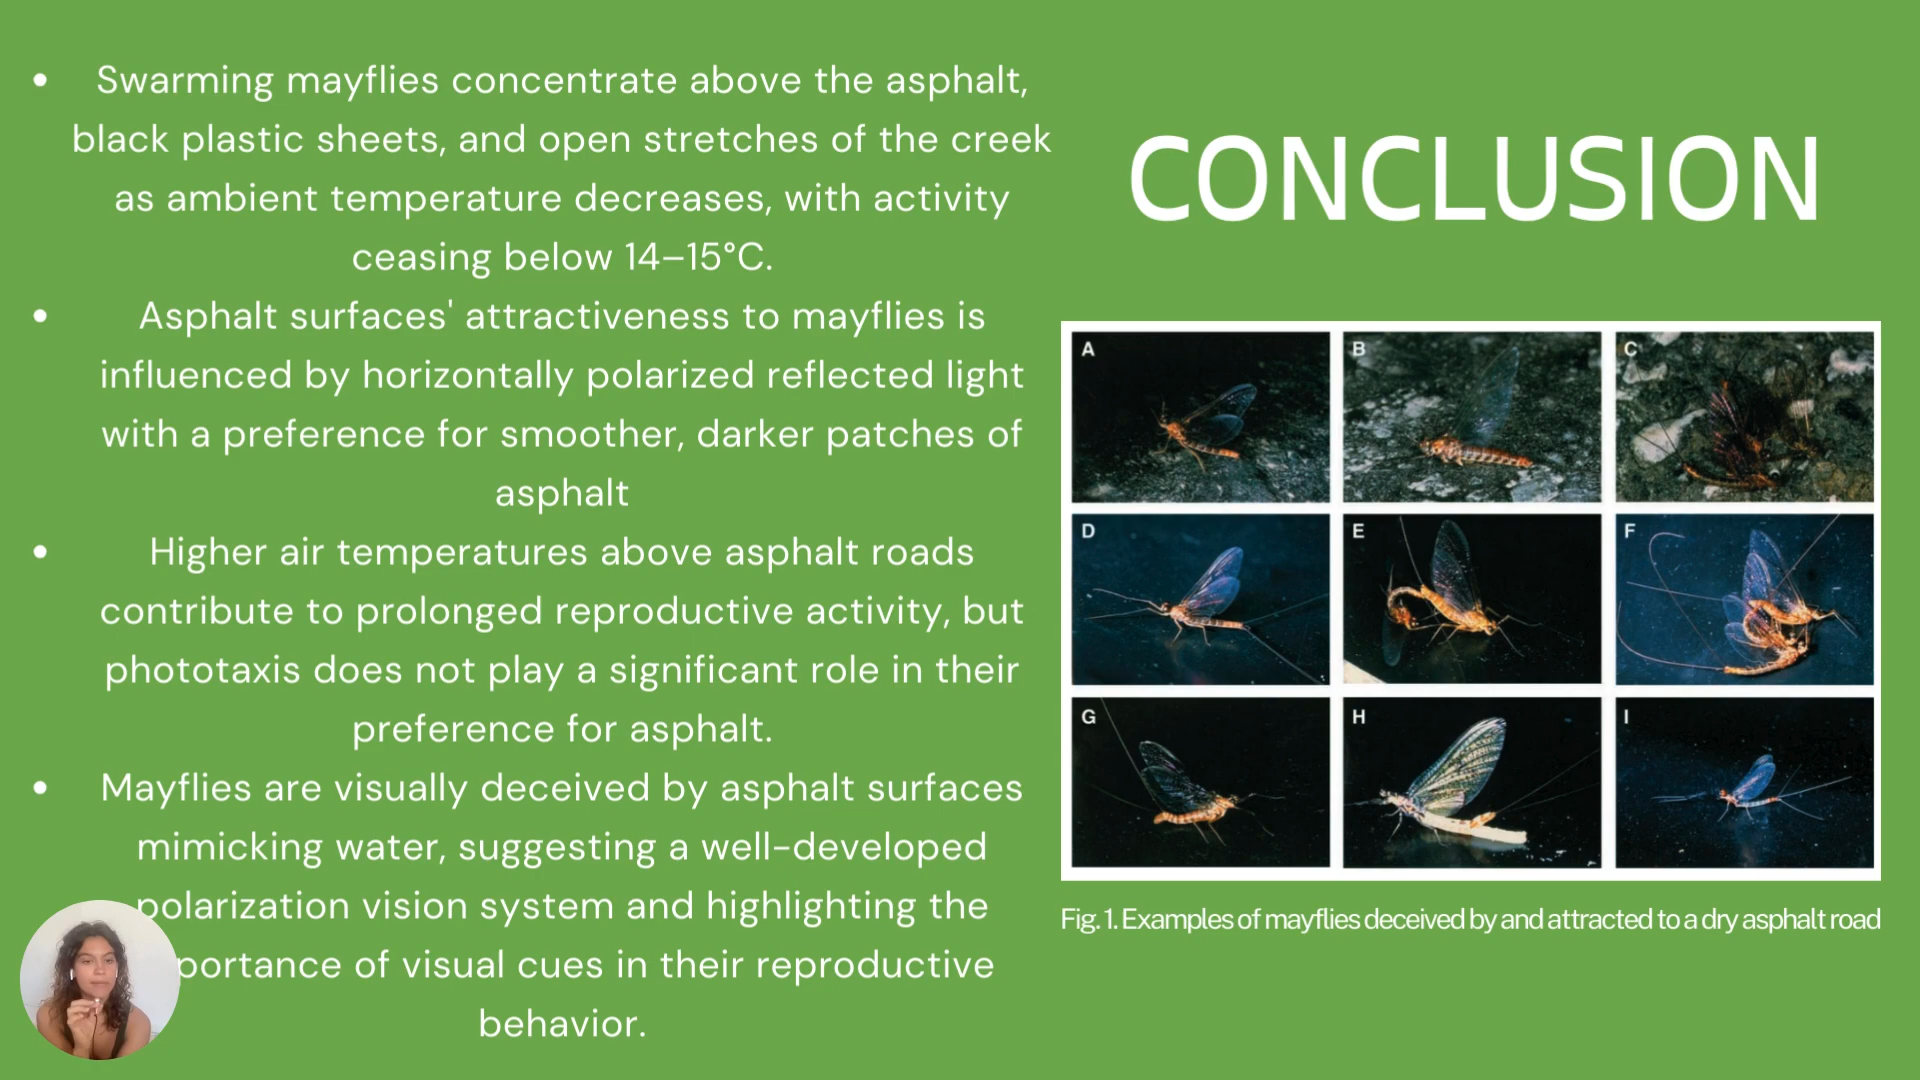 Swarming mayflies concentrate above the asphalt,
black plastic sheets, and open stretches of the creek
as ambient temperature decreases, with activity
ceasing below 14–15°C.
Asphalt surfaces' attractiveness to mayflies is
influenced by horizontally polarized reflected light
with a preference for smoother, darker patches of
asphalt
Higher air temperatures above asphalt roads
contribute to prolonged reproductive activity, but
phototaxis does not play a significant role in their
preference for asphalt.
Mayflies are visually deceived by asphalt surfaces
mimicking water, suggesting a well-developed
polarization vision system and highlighting the
portance of visual cues in their reproductive
behavior.
CONCLUSION
A
B
C
D
E
F
G
H
I
Fig. 1. Examples of mayflies deceived by and attracted to a dry asphalt road